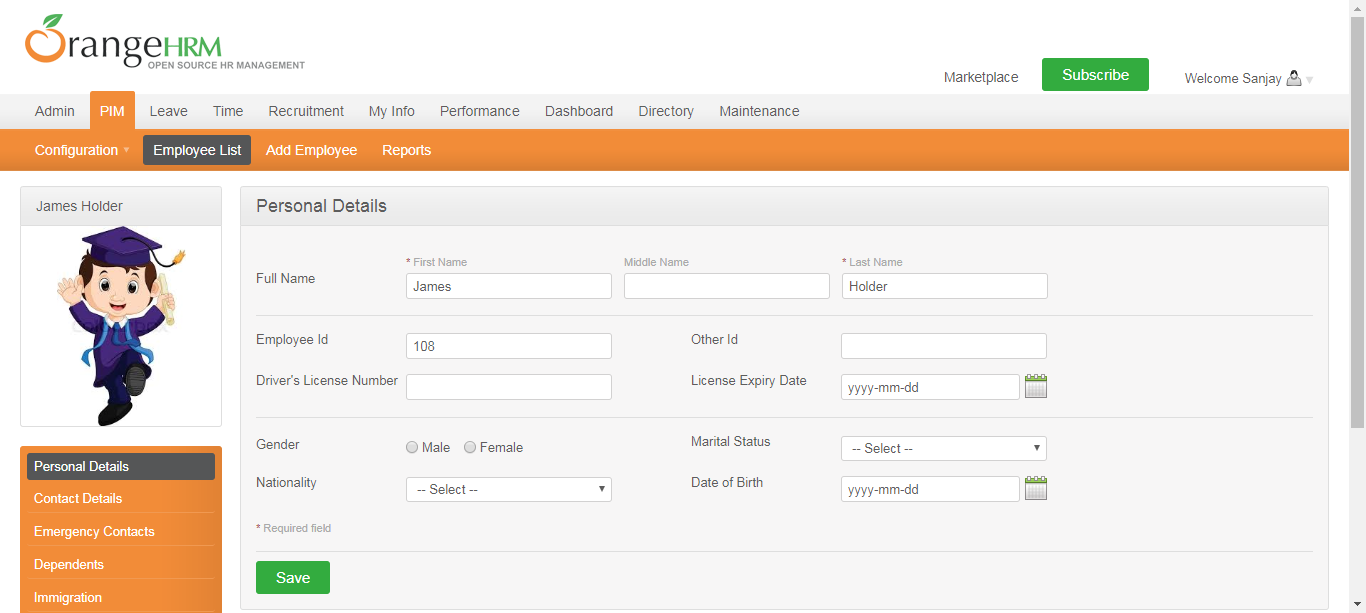 OrangeHRM
OPEN SOURCE HR MANAGEMENT
Marketplace Subscribe Welcome Sanjay
Admin PIM Leave Time Recruitment My Info Performance Dashboard Directory Maintenance
Configuration Employee List Add Employee Reports
James Holder
Personal Details
* First Name Middle Name * Last Name
Full Name
James Holder
Employee Id 108 Other Id
Driver's License Number License Expiry Date yyyy-mm-dd
Gender Male Female Marital Status -- Select --
Nationality -- Select -- Date of Birth yyyy-mm-dd
* Required field
Save
Personal Details
Contact Details
Emergency Contacts
Dependents
Immigration